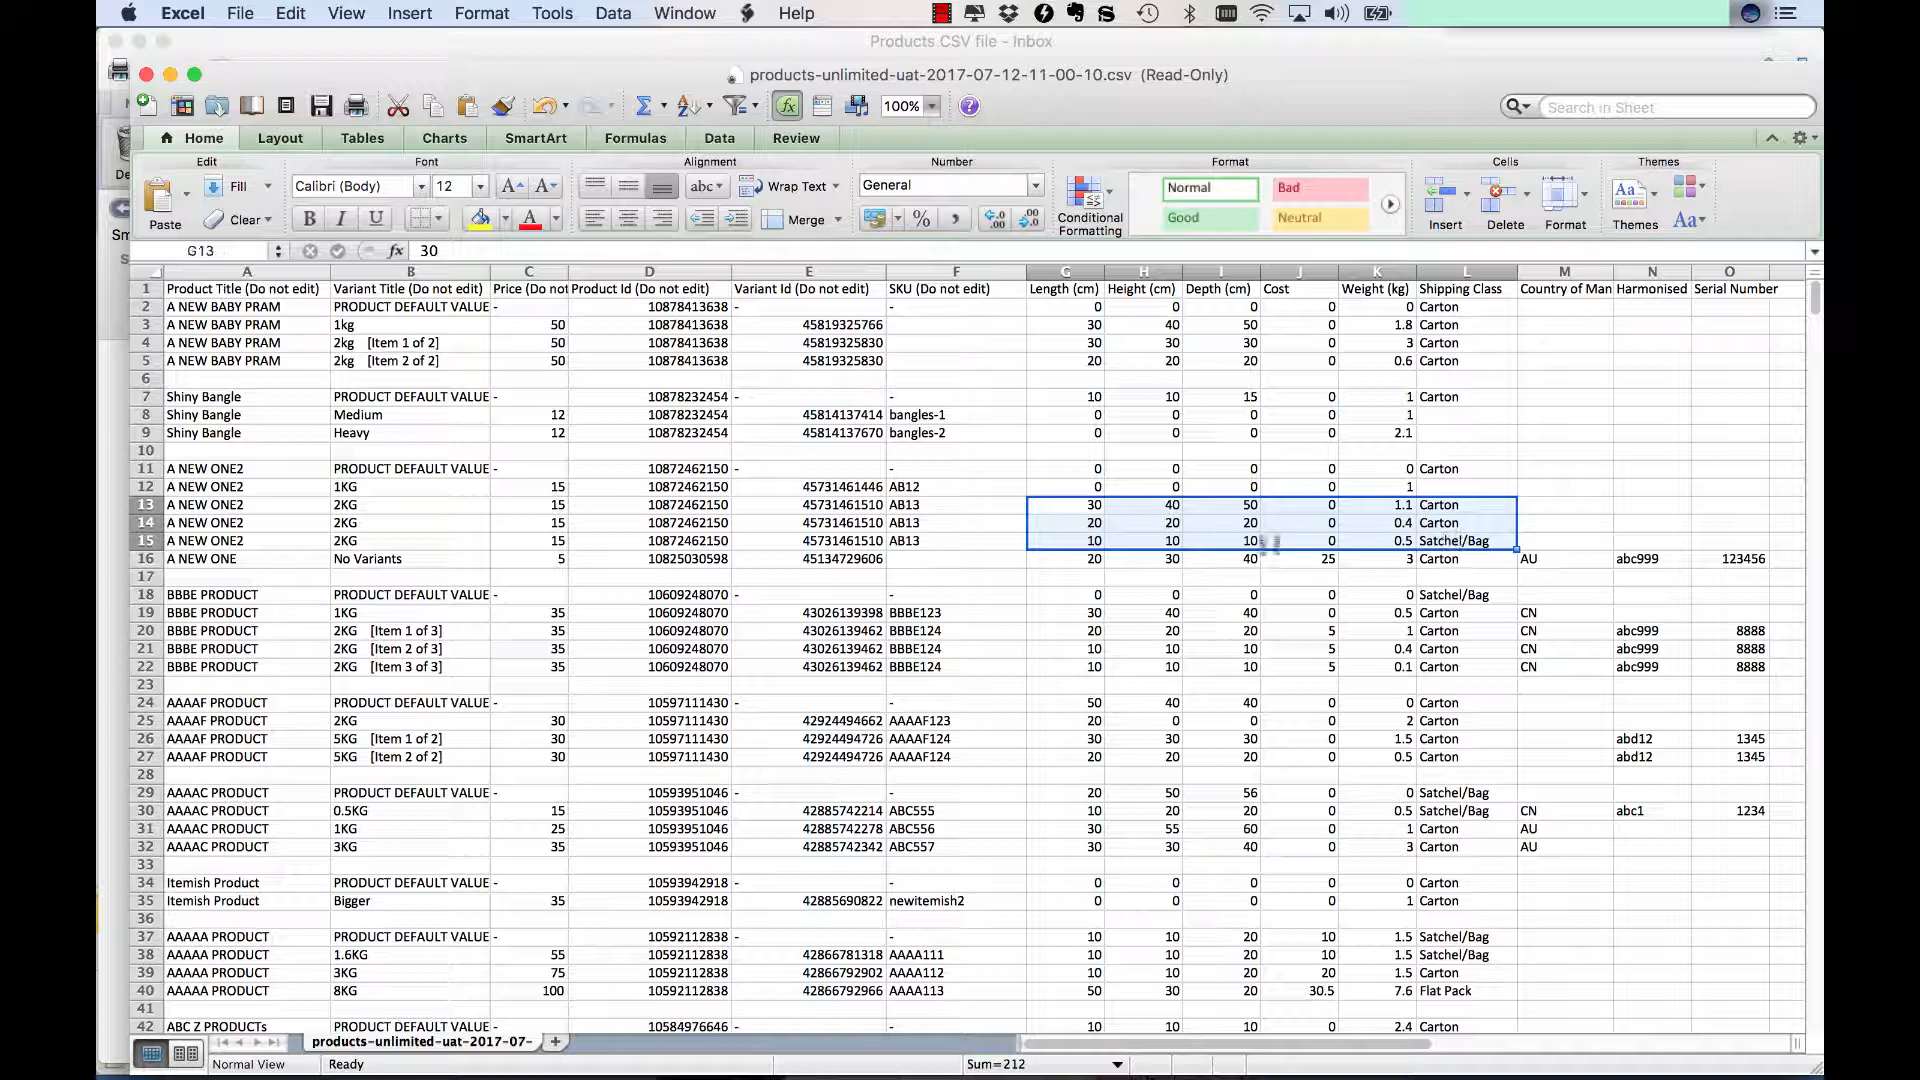 Excel File Edit View Insert Format Tools Data Window Help
Products CSV file - Inbox
products-unlimited-uat-2017-07-12-11-00-10.csv (Read-Only)
100% Search in Sheet
Home Layout Tables Charts SmartArt Formulas Data Review
Edit Font Alignment Number Format Cells Themes
Paste Fill Calibri (Body) 12 abc Wrap Text General Conditional Formatting Normal Bad Insert Delete Format Themes
Clear B I U A Merge % Good Neutral Aa
G13 fx 30
A B C D E F G H I J K L M N O
1 Product Title (Do not edit) Variant Title (Do not edit) Price (Do not Product Id (Do not edit) Variant Id (Do not edit) SKU (Do not edit) Length (cm) Height (cm) Depth (cm) Cost Weight (kg) Shipping Class Country of Man Harmonised Serial Number
2 A NEW BABY PRAM PRODUCT DEFAULT VALUE - 10878413638 - - 0 0 0 0 0 Carton
3 A NEW BABY PRAM 1kg 50 10878413638 45819325766 30 40 50 0 1.8 Carton
4 A NEW BABY PRAM 2kg [Item 1 of 2] 50 10878413638 45819325830 30 30 30 0 3 Carton
5 A NEW BABY PRAM 2kg [Item 2 of 2] 50 10878413638 45819325830 20 20 20 0 0.6 Carton
6
7 Shiny Bangle PRODUCT DEFAULT VALUE - 10878232454 - - 10 10 15 0 1 Carton
8 Shiny Bangle Medium 12 10878232454 45814137414 bangles-1 0 0 0 0 1
9 Shiny Bangle Heavy 12 10878232454 45814137670 bangles-2 0 0 0 0 2.1
10
11 A NEW ONE2 PRODUCT DEFAULT VALUE - 10872462150 - - 0 0 0 0 0 Carton
12 A NEW ONE2 1KG 15 10872462150 45731461446 AB12 0 0 0 0 1
13 A NEW ONE2 2KG 15 10872462150 45731461510 AB13 30 40 50 0 1.1 Carton
14 A NEW ONE2 2KG 15 10872462150 45731461510 AB13 20 20 20 0 0.4 Carton
15 A NEW ONE2 2KG 15 10872462150 45731461510 AB13 10 10 10 0 0.5 Satchel/Bag
16 A NEW ONE No Variants 5 10825030598 45134729606 20 30 40 25 3 Carton AU abc999 123456
17
18 BBBE PRODUCT PRODUCT DEFAULT VALUE - 10609248070 - - 0 0 0 0 0 Satchel/Bag
19 BBBE PRODUCT 1KG 35 10609248070 43026139398 BBBE123 30 40 40 0 0.5 Carton CN
20 BBBE PRODUCT 2KG [Item 1 of 3] 35 10609248070 43026139462 BBBE124 20 20 20 5 1 Carton CN abc999 8888
21 BBBE PRODUCT 2KG [Item 2 of 3] 35 10609248070 43026139462 BBBE124 10 10 10 5 0.4 Carton CN abc999 8888
22 BBBE PRODUCT 2KG [Item 3 of 3] 35 10609248070 43026139462 BBBE124 10 10 10 5 0.1 Carton CN abc999 8888
23
24 AAAAF PRODUCT PRODUCT DEFAULT VALUE - 10597111430 - - 50 40 40 0 0 Carton
25 AAAAF PRODUCT 2KG 30 10597111430 42924494662 AAAAF123 20 0 0 0 2 Carton
26 AAAAF PRODUCT 5KG [Item 1 of 2] 30 10597111430 42924494726 AAAAF124 30 30 30 0 1.5 Carton abd12 1345
27 AAAAF PRODUCT 5KG [Item 2 of 2] 30 10597111430 42924494726 AAAAF124 20 20 20 0 0.5 Carton abd12 1345
28
29 AAAAC PRODUCT PRODUCT DEFAULT VALUE - 10593951046 - - 20 50 56 0 0 Satchel/Bag
30 AAAAC PRODUCT 0.5KG 15 10593951046 42885742214 ABC555 10 20 20 0 0.5 Satchel/Bag CN abc1 1234
31 AAAAC PRODUCT 1KG 25 10593951046 42885742278 ABC556 30 55 60 0 1 Carton AU
32 AAAAC PRODUCT 3KG 35 10593951046 42885742342 ABC557 30 30 40 0 3 Carton AU
33
34 Itemish Product PRODUCT DEFAULT VALUE - 10593942918 - - 0 0 0 0 0 Carton
35 Itemish Product Bigger 35 10593942918 42885690822 newitemish2 0 0 0 0 1 Carton
36
37 AAAAA PRODUCT PRODUCT DEFAULT VALUE - 10592112838 - - 10 10 20 10 1.5 Satchel/Bag
38 AAAAA PRODUCT 1.6KG 55 10592112838 42866781318 AAAA111 10 10 20 10 1.5 Satchel/Bag
39 AAAAA PRODUCT 3KG 75 10592112838 42866792902 AAAA112 10 10 20 20 1.5 Carton
40 AAAAA PRODUCT 8KG 100 10592112838 42866792966 AAAA113 50 30 20 30.5 7.6 Flat Pack
41
42 ABC Z PRODUCTs PRODUCT DEFAULT VALUE - 10584976646 - - 10 10 10 0 2.4 Carton
products-unlimited-uat-2017-07-
Normal View Ready Sum=212